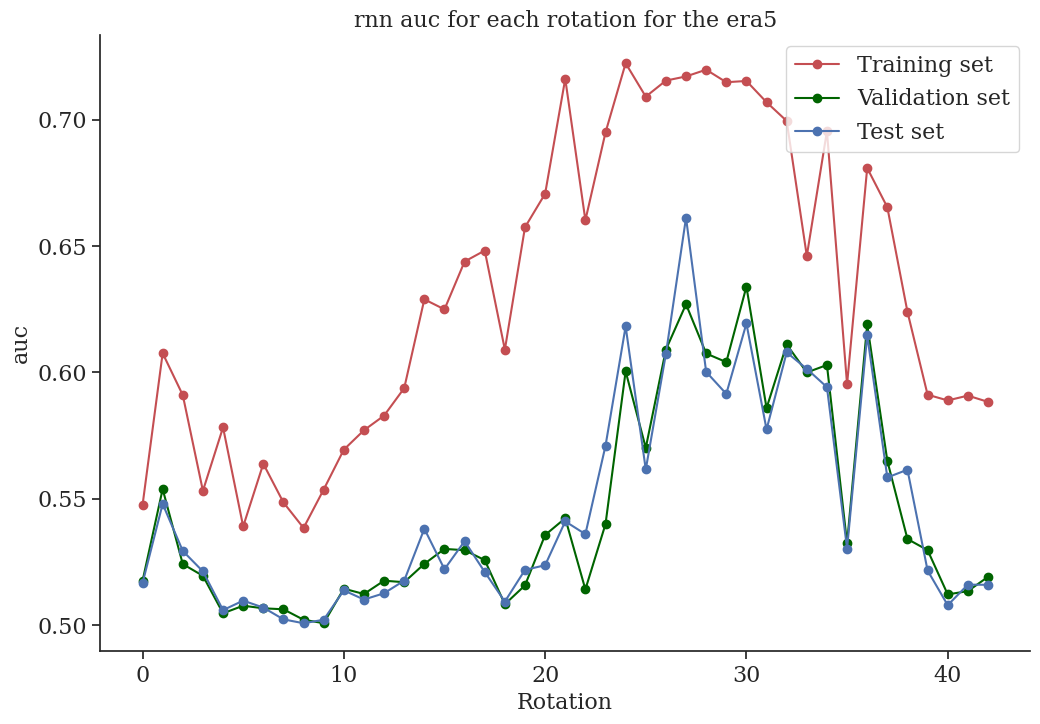 rnn auc for each rotation for the era5
Training set
Validation set
Test set
0.70
0.65
0.60
0.55
0.50
auc
0 10 20 30 40
Rotation